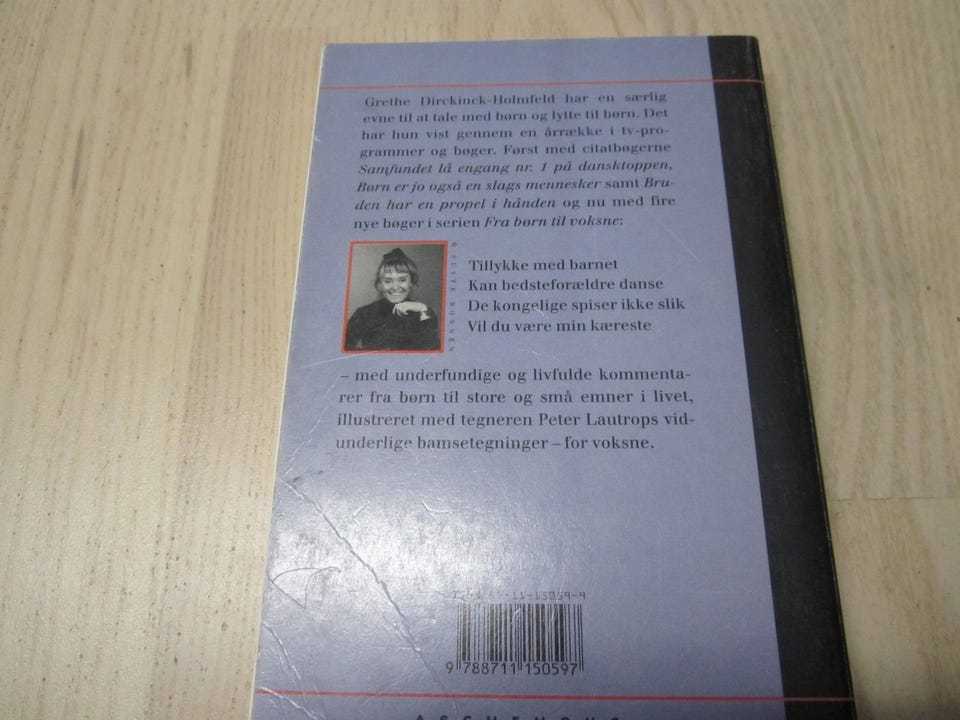 Grethe Dirckinck-Holmfeld har en særlig
evne til at tale med børn og lytte til børn. Det
har hun vist gennem en årrække i tv-pro-
grammer og bøger. Først med citatbøgerne
Samfundet lå engang nr. 1 på dansktoppen,
Børn er jo også en slags mennesker samt Bru-
den har en propel i hånden og nu med fire
nye bøger i serien Fra børn til voksne:
Tillykke med barnet
Kan bedsteforældre danse
De kongelige spiser ikke slik
Vil du være min kæreste
– med underfundige og livfulde kommenta-
rer fra børn til store og små emner i livet,
illustreret med tegneren Peter Lautrops vid-
underlige bamsetegninger – for voksne.
9 788711 150597